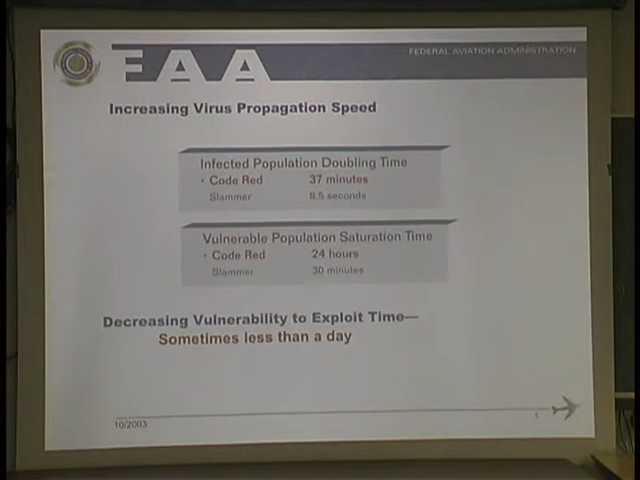 FAA
FEDERAL AVIATION ADMINISTRATION
Increasing Virus Propagation Speed
Infected Population Doubling Time
• Code Red 37 minutes
Slammer 8.5 seconds
Vulnerable Population Saturation Time
• Code Red 24 hours
Slammer 30 minutes
Decreasing Vulnerability to Exploit Time—
Sometimes less than a day
10/2003